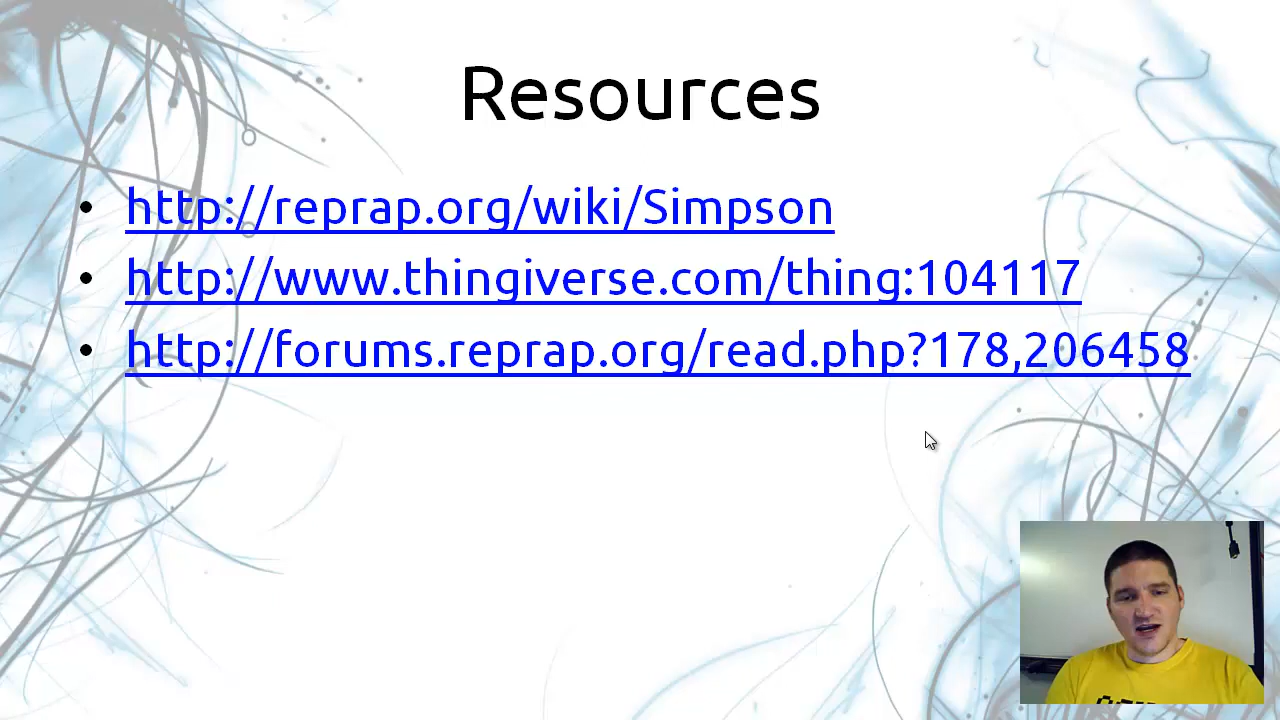 Resources
• http://reprap.org/wiki/Simpson
• http://www.thingiverse.com/thing:104117
• http://forums.reprap.org/read.php?178,206458